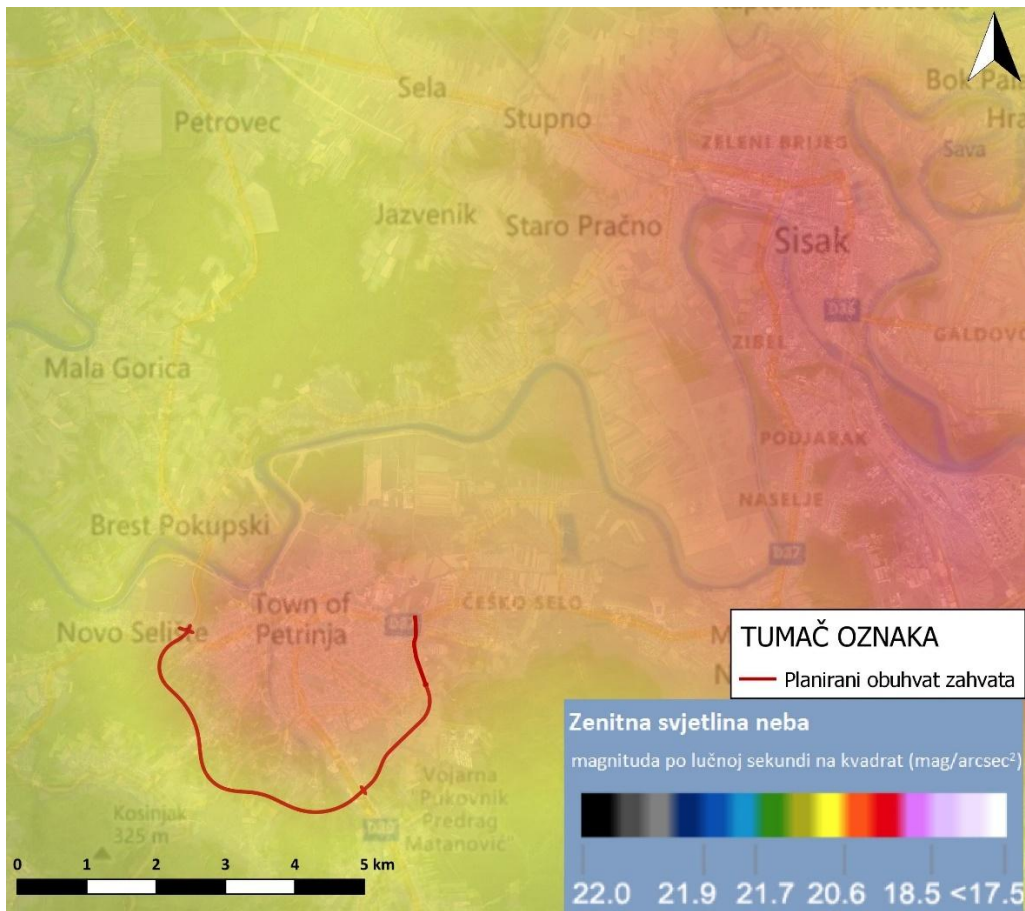 Sela
Bok Pala
Petrovec
Stupno
Hra
ZELENI BRIJEG
Sava
Jazvenik
Staro Pračno
Sisak
D36
GALDOVO
ZIBEL
Mala Gorica
PODJARAK
NASELJE
Brest Pokupski
D37
Town of
Petrinja
ČEŠKO SELO
Novo Selište
TUMAČ OZNAKA
Planirani obuhvat zahvata
Zenitna svjetlina neba
magnituda po lučnoj sekundi na kvadrat (mag/arcsec²)
Vojarna
Pukovnik
Predrag
Matanović"
Kosinjak
325 m
0 1 2 3 4 5 km
22.0 21.9 21.7 20.6 18.5 <17.5